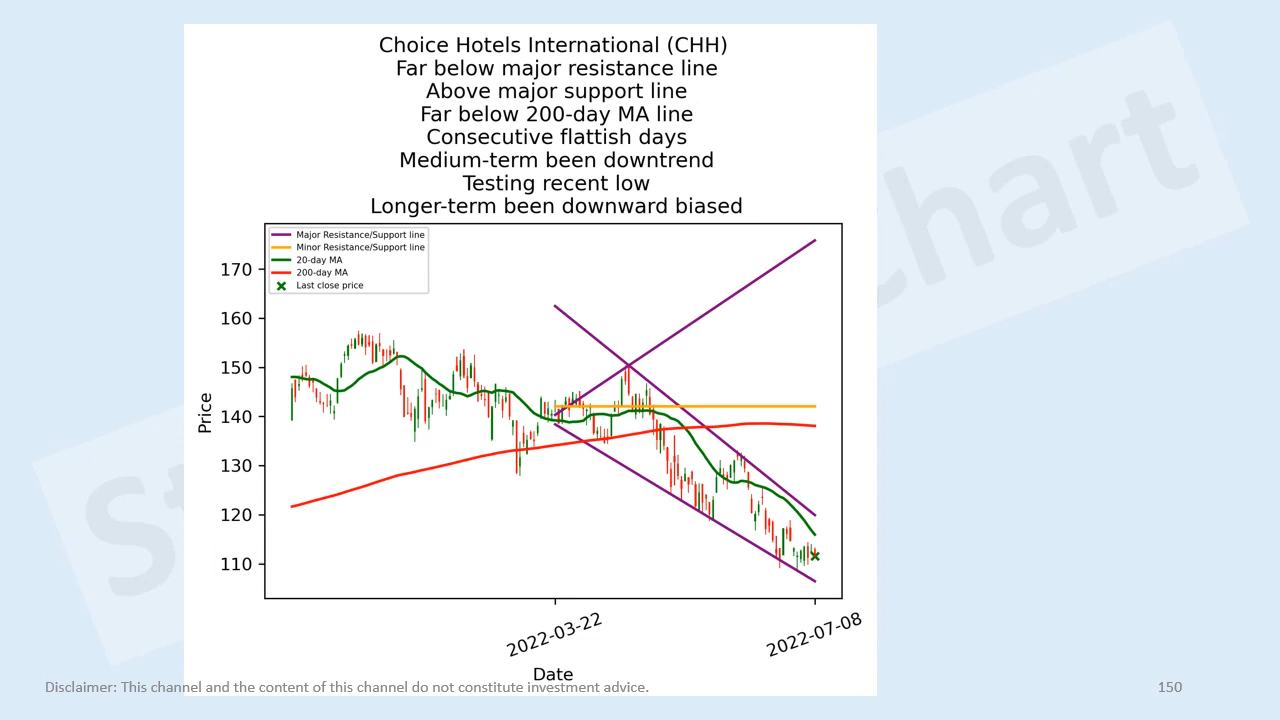 Choice Hotels International (CHH)
Far below major resistance line
Above major support line
Far below 200-day MA line
Consecutive flattish days
Medium-term been downtrend
Testing recent low
Longer-term been downward biased
Major Resistance/Support line
Minor Resistance/Support line
20-day MA
200-day MA
Last close price
170
160
150
140
130
120
110
Price
2022-03-22
2022-07-08
Date
Disclaimer: This channel and the content of this channel do not constitute investment advice.
150